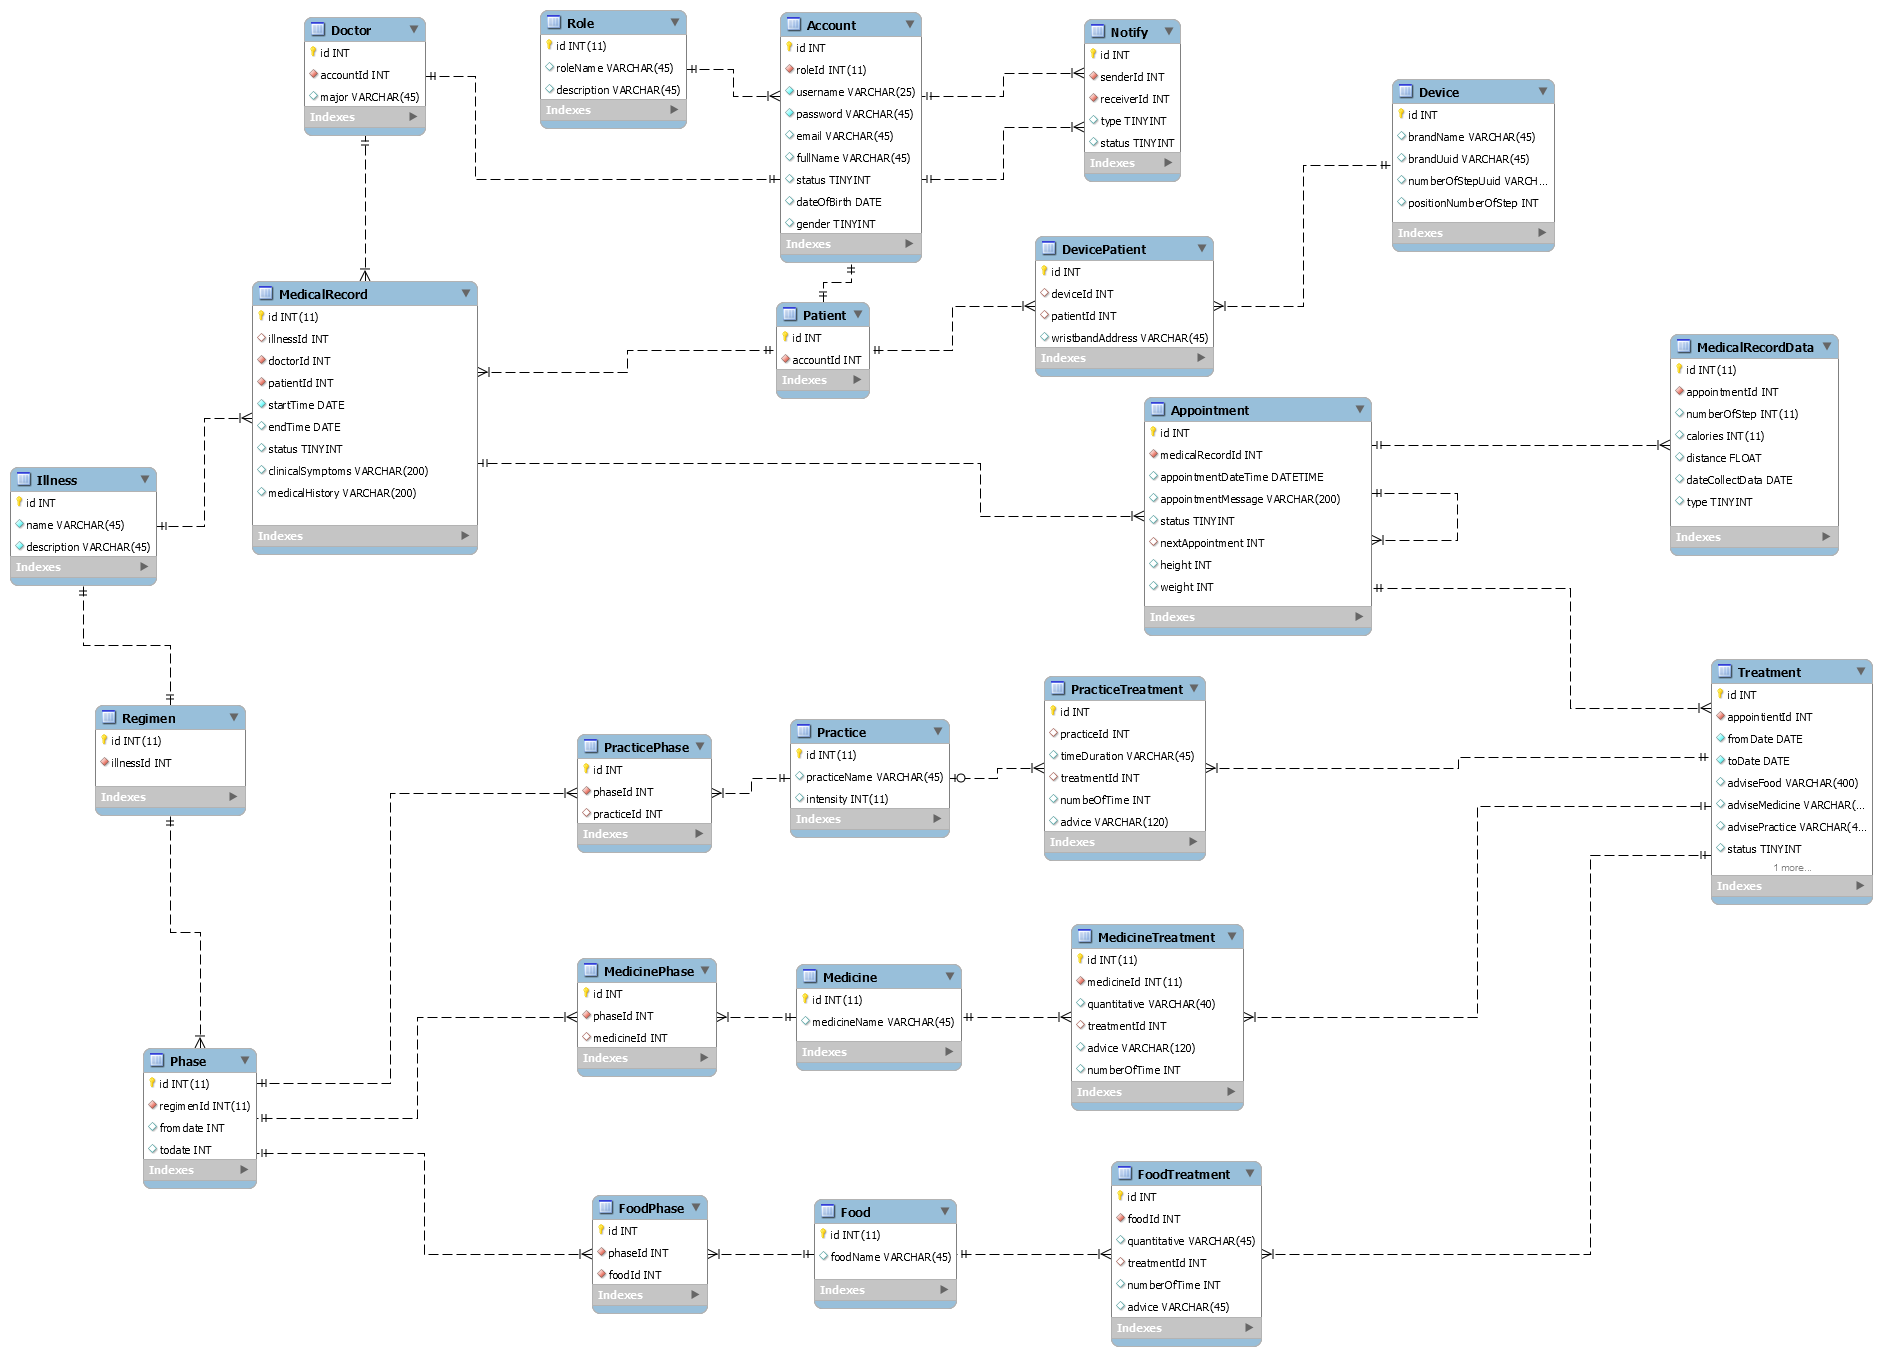 Doctor
id INT
accountId INT
major VARCHAR(45)
Indexes
Role
id INT(11)
roleName VARCHAR(45)
description VARCHAR(45)
Indexes
Account
id INT
roleId INT(11)
username VARCHAR(25)
password VARCHAR(45)
email VARCHAR(45)
fullName VARCHAR(45)
status TINYINT
dateOfBirth DATE
gender TINYINT
Indexes
Notify
id INT
senderId INT
receiverId INT
type TINYINT
status TINYINT
Indexes
Device
id INT
brandName VARCHAR(45)
brandUuid VARCHAR(45)
numberOfStepUuid VARCH...
positionNumberOfStep INT
Indexes
DevicePatient
id INT
deviceId INT
patientId INT
wristbandAddress VARCHAR(45)
Indexes
MedicalRecord
id INT(11)
illnessId INT
doctorId INT
patientId INT
startTime DATE
endTime DATE
status TINYINT
clinicalSymptoms VARCHAR(200)
medicalHistory VARCHAR(200)
Indexes
Patient
id INT
accountId INT
Indexes
MedicalRecordData
id INT(11)
appointmentId INT
numberOfStep INT(11)
calories INT(11)
distance FLOAT
dateCollectData DATE
type TINYINT
Indexes
Appointment
id INT
medicalRecordId INT
appointmentDateTime DATETIME
appointmentMessage VARCHAR(200)
status TINYINT
nextAppointment INT
height INT
weight INT
Indexes
Illness
id INT
name VARCHAR(45)
description VARCHAR(45)
Indexes
Treatment
id INT
appointientId INT
fromDate DATE
toDate DATE
adviseFood VARCHAR(400)
adviseMedicine VARCHAR(...
advisePractice VARCHAR(4...
status TINYINT
1 more...
Indexes
Regimen
id INT(11)
illnessId INT
Indexes
PracticePhase
id INT
phaseId INT
practiceId INT
Indexes
Practice
id INT(11)
practiceName VARCHAR(45)
intensity INT(11)
Indexes
PracticeTreatment
id INT
practiceId INT
timeDuration VARCHAR(45)
treatmentId INT
numbeOfTime INT
advice VARCHAR(120)
Indexes
MedicinePhase
id INT
phaseId INT
medicineId INT
Indexes
Medicine
id INT(11)
medicineName VARCHAR(45)
Indexes
MedicineTreatment
id INT(11)
medicineId INT(11)
quantitative VARCHAR(40)
treatmentId INT
advice VARCHAR(120)
numberOfTime INT
Indexes
Phase
id INT(11)
regimenId INT(11)
fromdate INT
todate INT
Indexes
FoodPhase
id INT
phaseId INT
foodId INT
Indexes
Food
id INT(11)
foodName VARCHAR(45)
Indexes
FoodTreatment
id INT
foodId INT
quantitative VARCHAR(45)
treatmentId INT
numberOfTime INT
advice VARCHAR(45)
Indexes